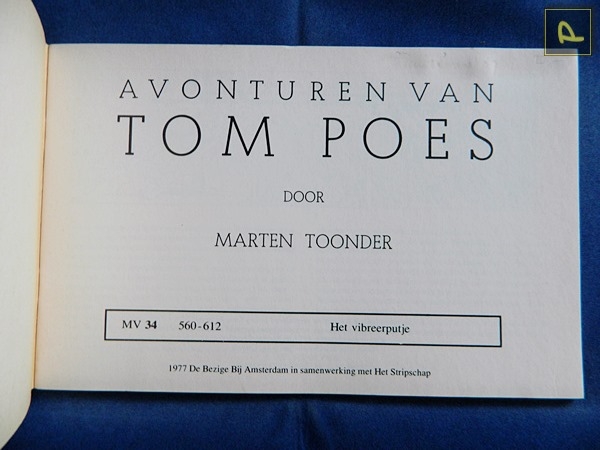 AVONTUREN VAN
TOM POES
DOOR
MARTEN TOONDER
MV 34 560-612 Het vibreerputje
1977 De Bezige Bij Amsterdam in samenwerking met Het Stripschap
P